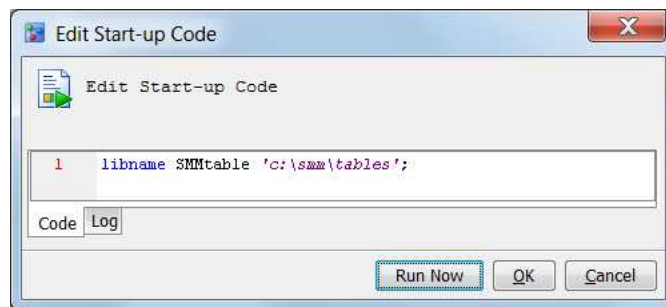 Edit Start-up Code
Edit Start-up Code
1 libname SMMtable 'c:\smm\tables';
Code Log
Run Now OK Cancel